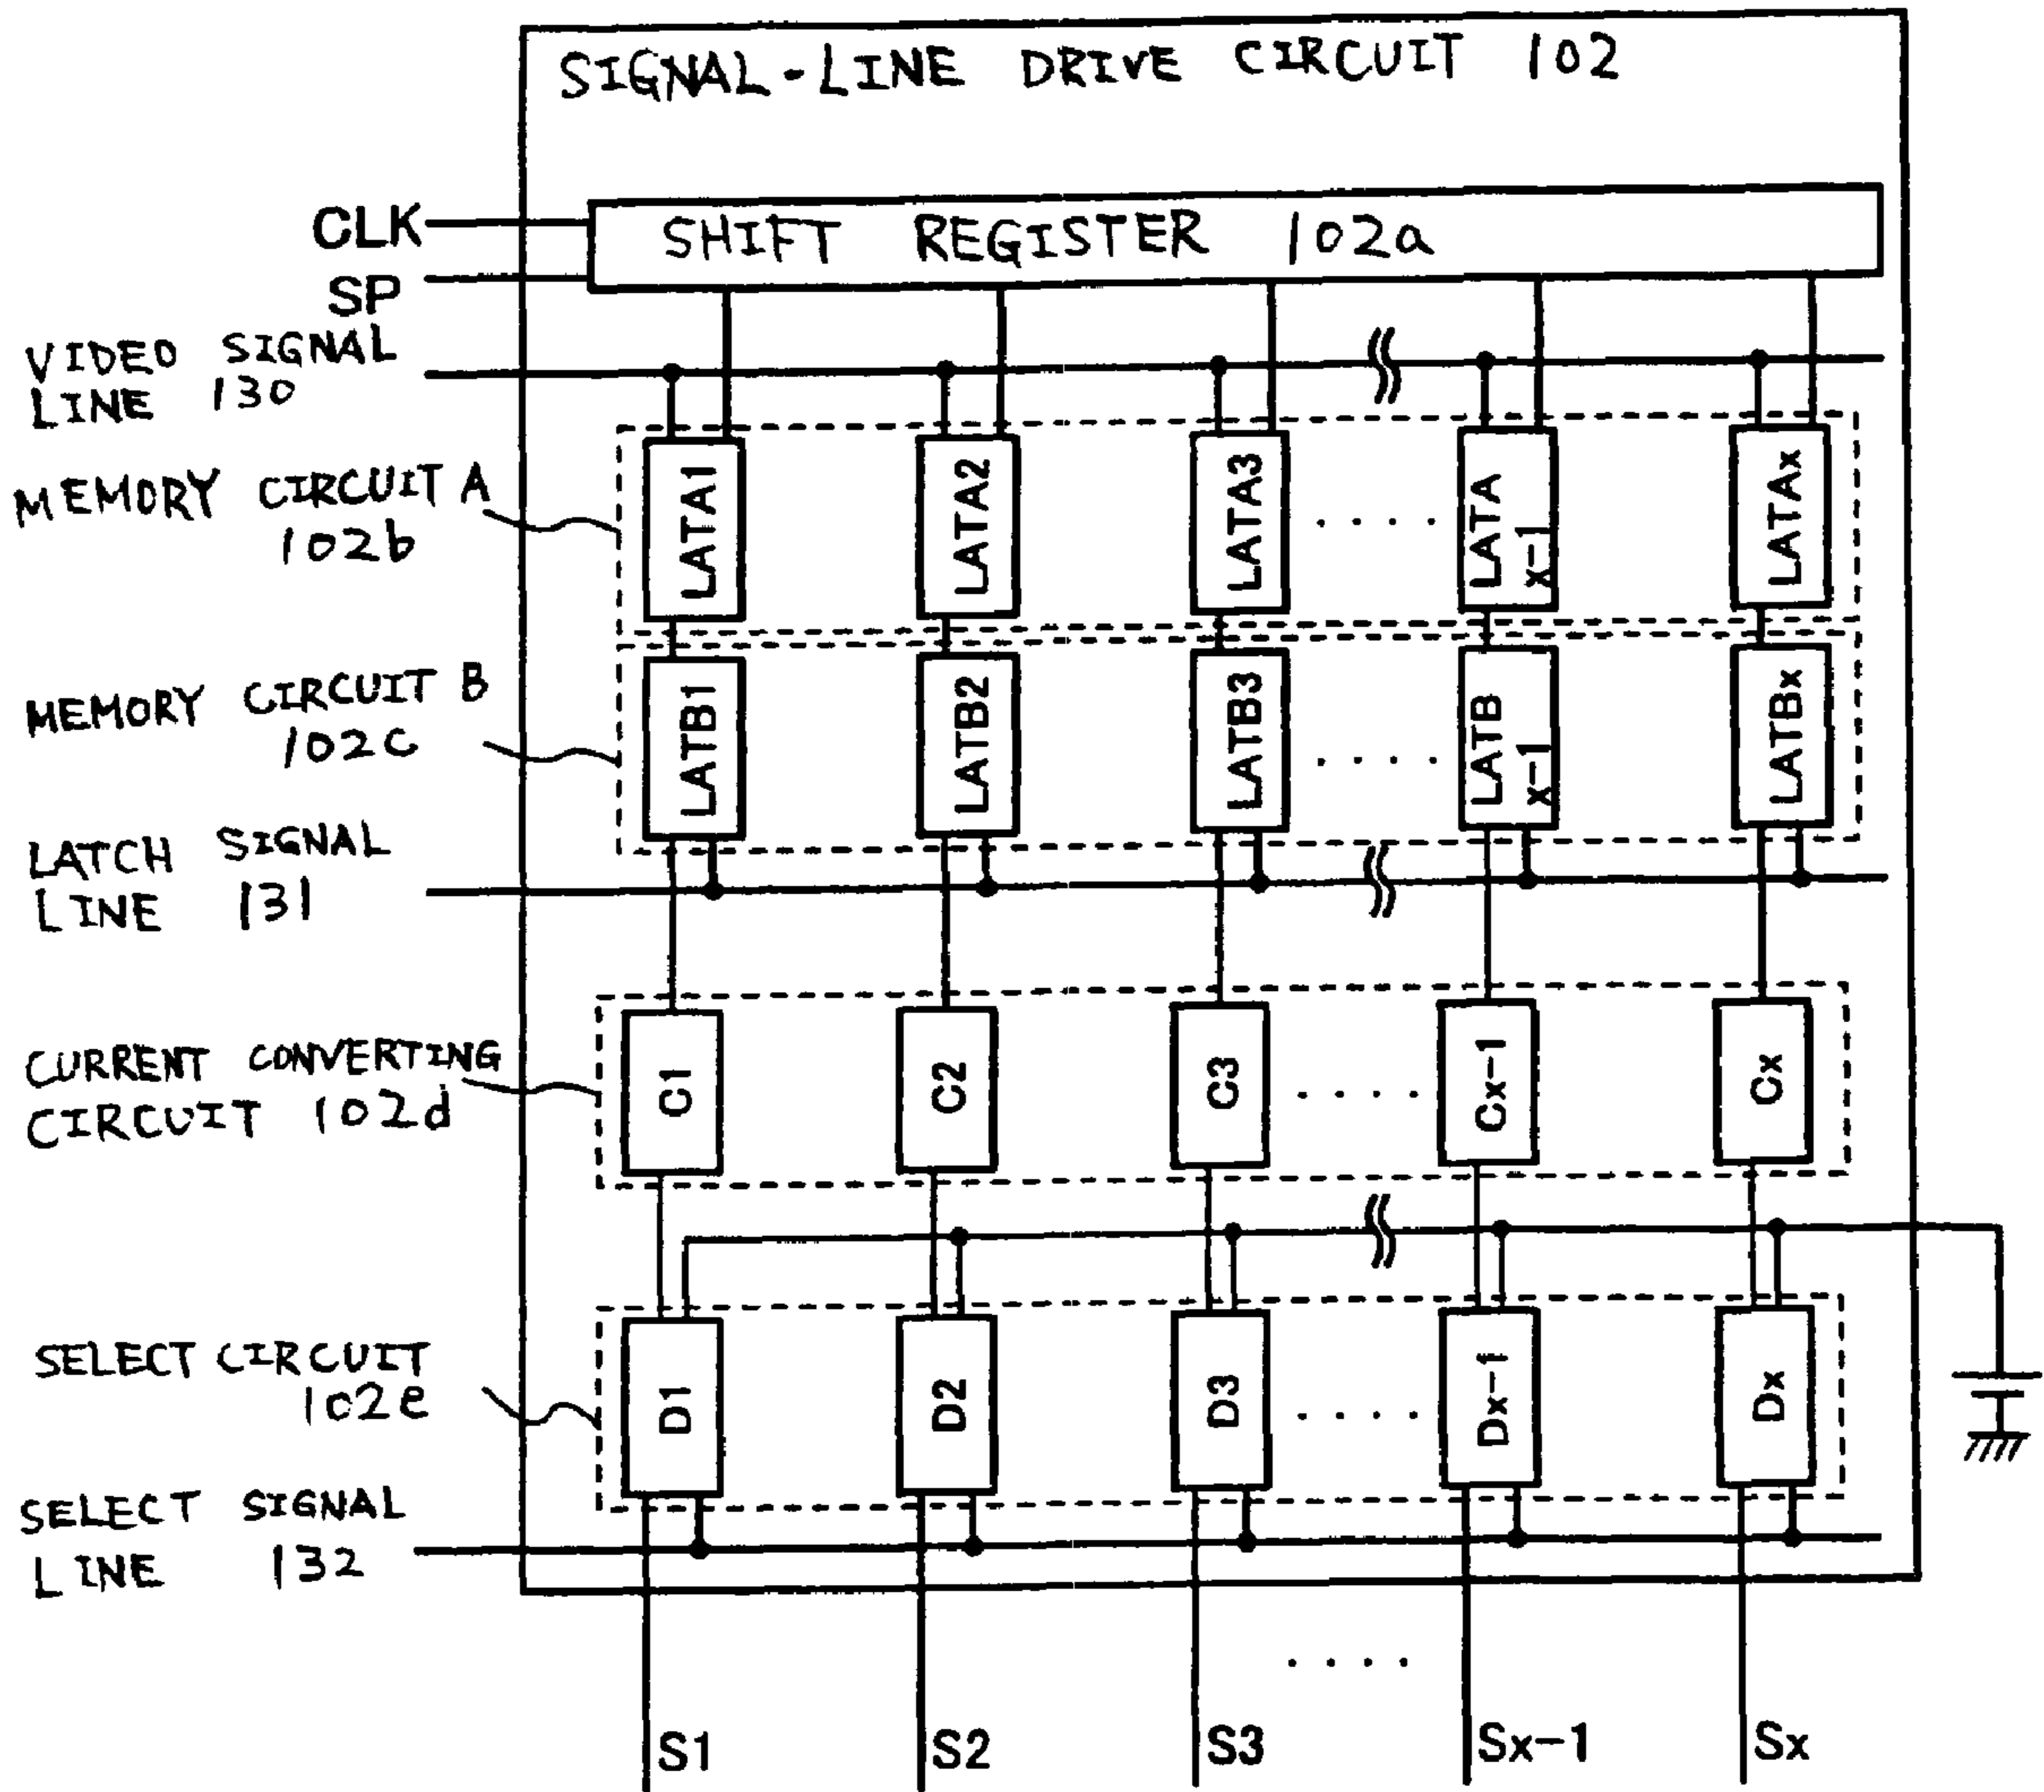 SIGNAL-LINE DRIVE CIRCUIT 102
CLK
SHIFT REGISTER 102a
SP
VIDEO SIGNAL
LINE 130
MEMORY CIRCUIT A
102b
LATA1
LATA2
LATA3
....
LATA
x-1
LATAx
MEMORY CIRCUIT B
102c
LATB1
LATB2
LATB3
....
LATB
x-1
LATBx
LATCH SIGNAL
LINE 131
CURRENT CONVERTING
CIRCUIT 102d
C1
C2
C3
....
Cx-1
Cx
SELECT CIRCUIT
102e
D1
D2
D3
....
Dx-1
Dx
SELECT SIGNAL
LINE 132
....
S1
S2
S3
Sx-1
Sx